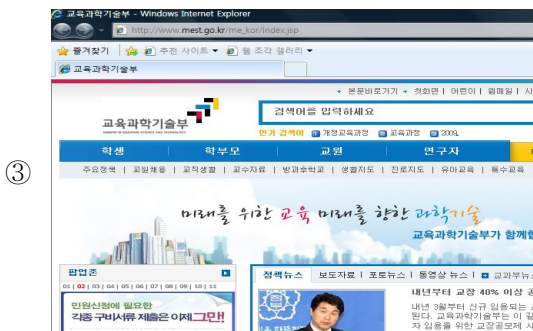 교육과학기술부 - Windows Internet Explorer
http://www.mest.go.kr/me_kor/index.jsp
즐겨찾기 추천 사이트 웹 조각 갤러리
교육과학기술부
본문바로가기 첫화면 | 어린이 | 웹메일 |
교육과학기술부
검색어를 입력하세요
인기 검색어 개정교육과정 교육과정 2009
학생 학부모 교원 연구자
③
주요정책 | 교원채용 | 교직생활 | 교수자료 | 방과후학교 | 생활지도 | 진로지도 | 유아교육 | 특수교육
미래를 위한 교육 미래를 향한 과학기술
교육과학기술부가 함께합
팝업존
01 | 02 | 03 | 04 | 05 | 06 | 07 | 08 | 09 | 10 | 11
민원신청에 필요한
각종 구비서류 제출은 이제 그만!!
정책뉴스 보도자료 | 포토뉴스 | 동영상 뉴스 | 교과부뉴스
내년부터 교장 40% 이상 공
내년 3월부터 신규 임용되는
된다. 교육과학기술부는 이 같
자 임용을 위한 교장공모제 시